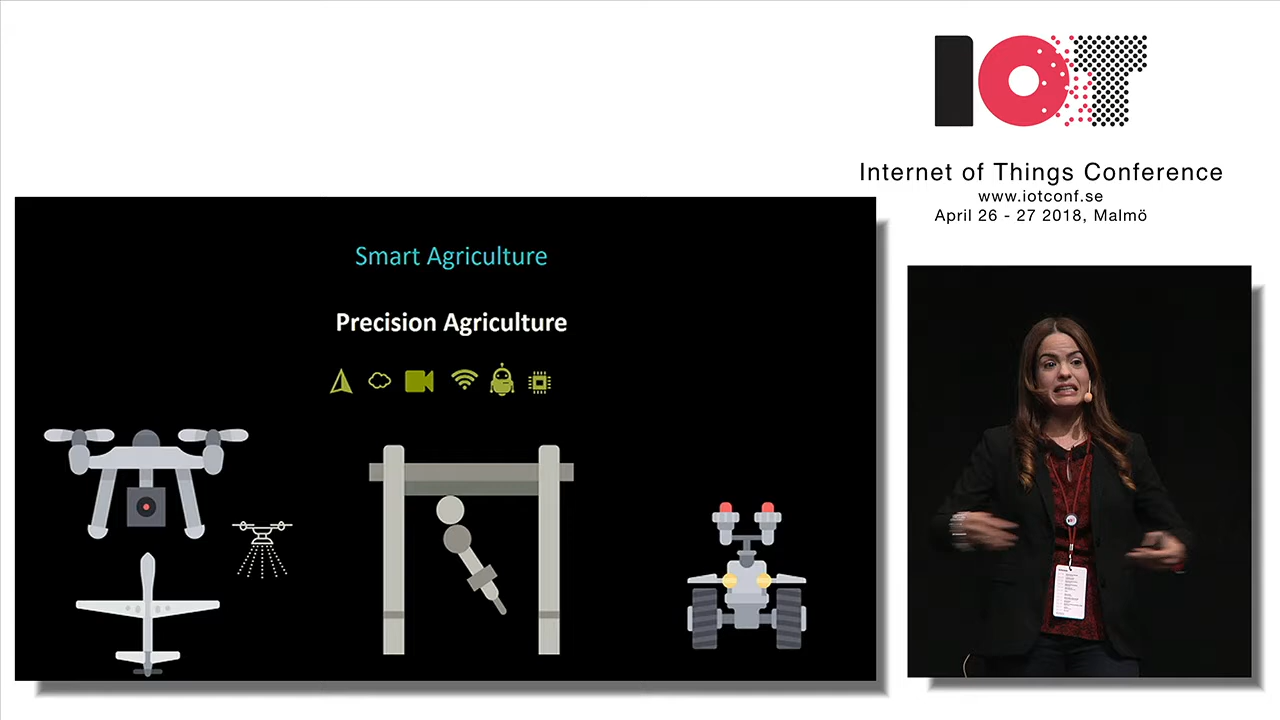 IOT
Internet of Things Conference
www.iotconf.se
April 26 - 27 2018, Malmö
Smart Agriculture
Precision Agriculture